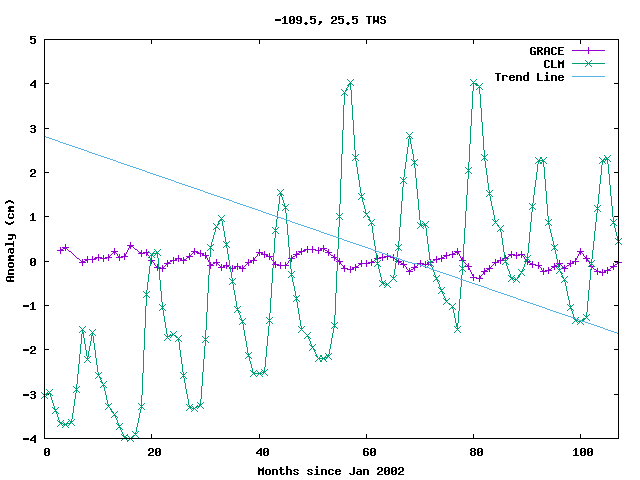 -109.5, 25.5 TWS
GRACE
CLM
Trend Line
Anomaly (cm)
5
4
3
2
1
0
-1
-2
-3
-4
0 20 40 60 80 100
Months since Jan 2002